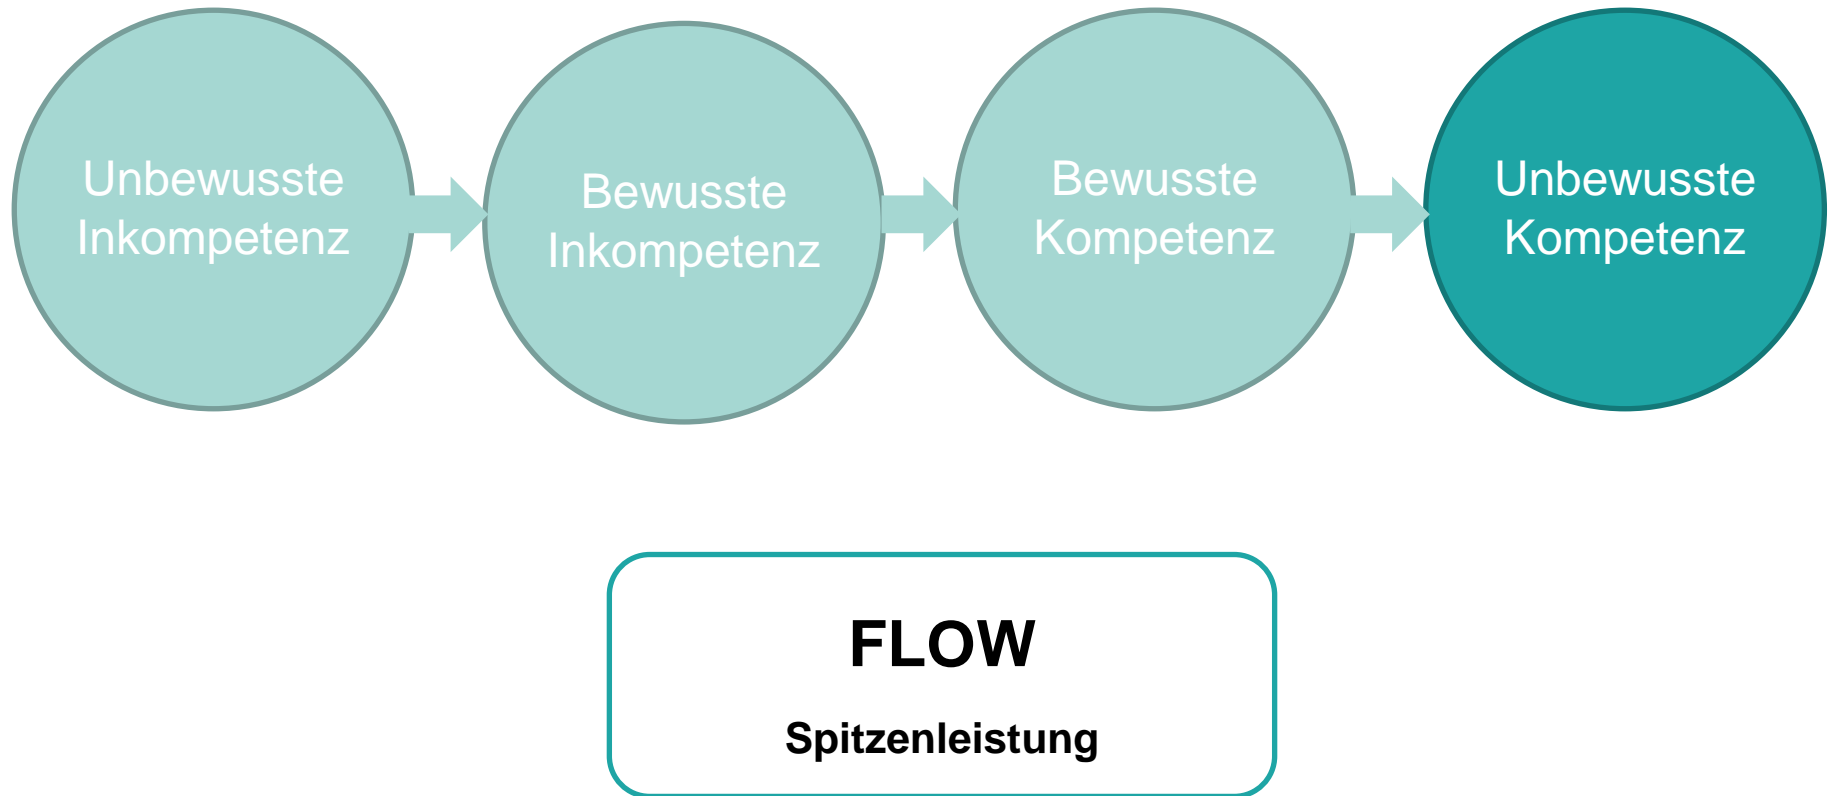 Unbewusste
Inkompetenz
Bewusste
Inkompetenz
Bewusste
Kompetenz
Unbewusste
Kompetenz
FLOW
Spitzenleistung